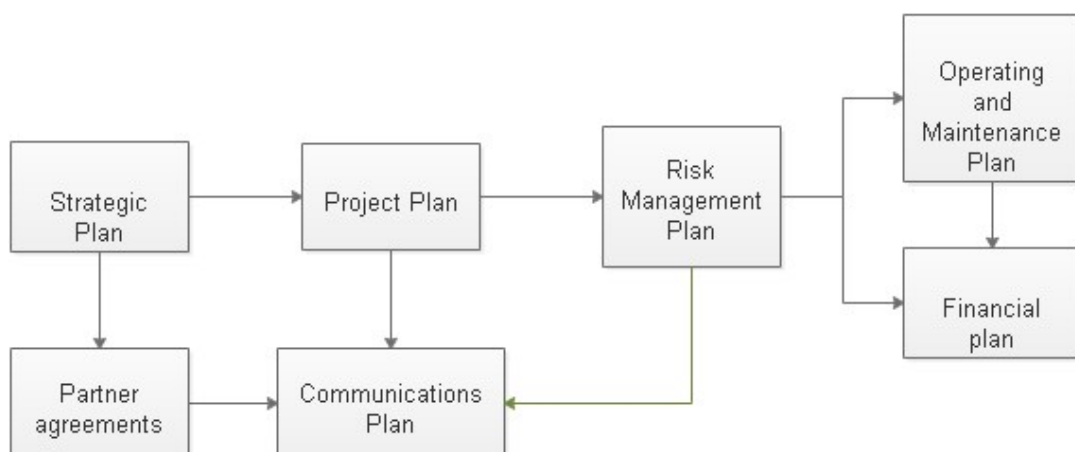 Operating
and
Maintenance
Plan
Strategic
Plan
Project Plan
Risk
Management
Plan
Financial
plan
Partner
agreements
Communications
Plan